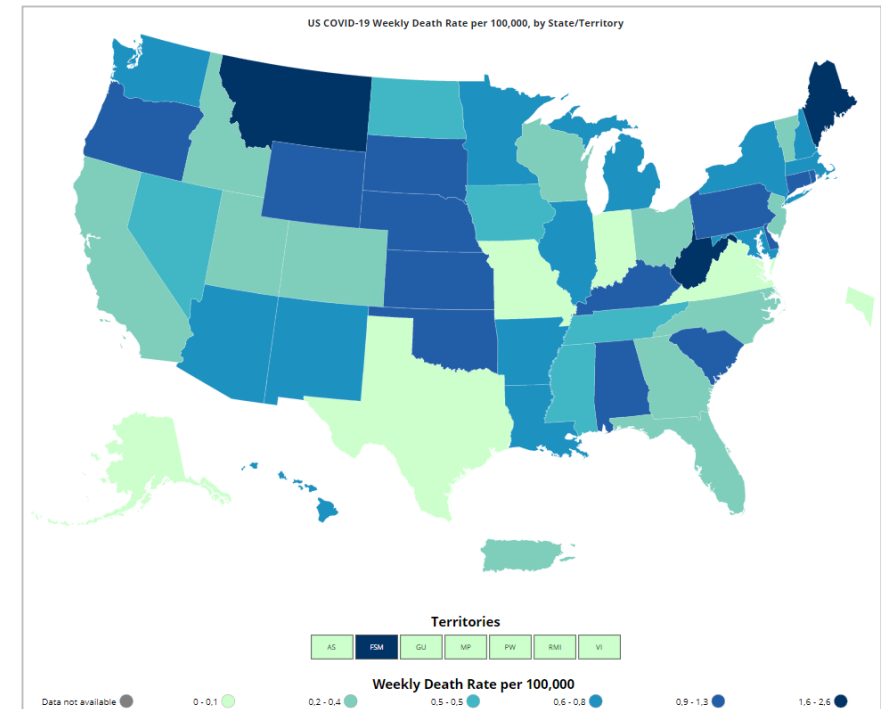 US COVID-19 Weekly Death Rate per 100,000, by State/Territory
Territories
AS FSM GU MP PW RMI VI
Weekly Death Rate per 100,000
Data not available 0 - 0,1 0,2 - 0,4 0,5 - 0,5 0,6 - 0,8 0,9 - 1,3 1,6 - 2,6